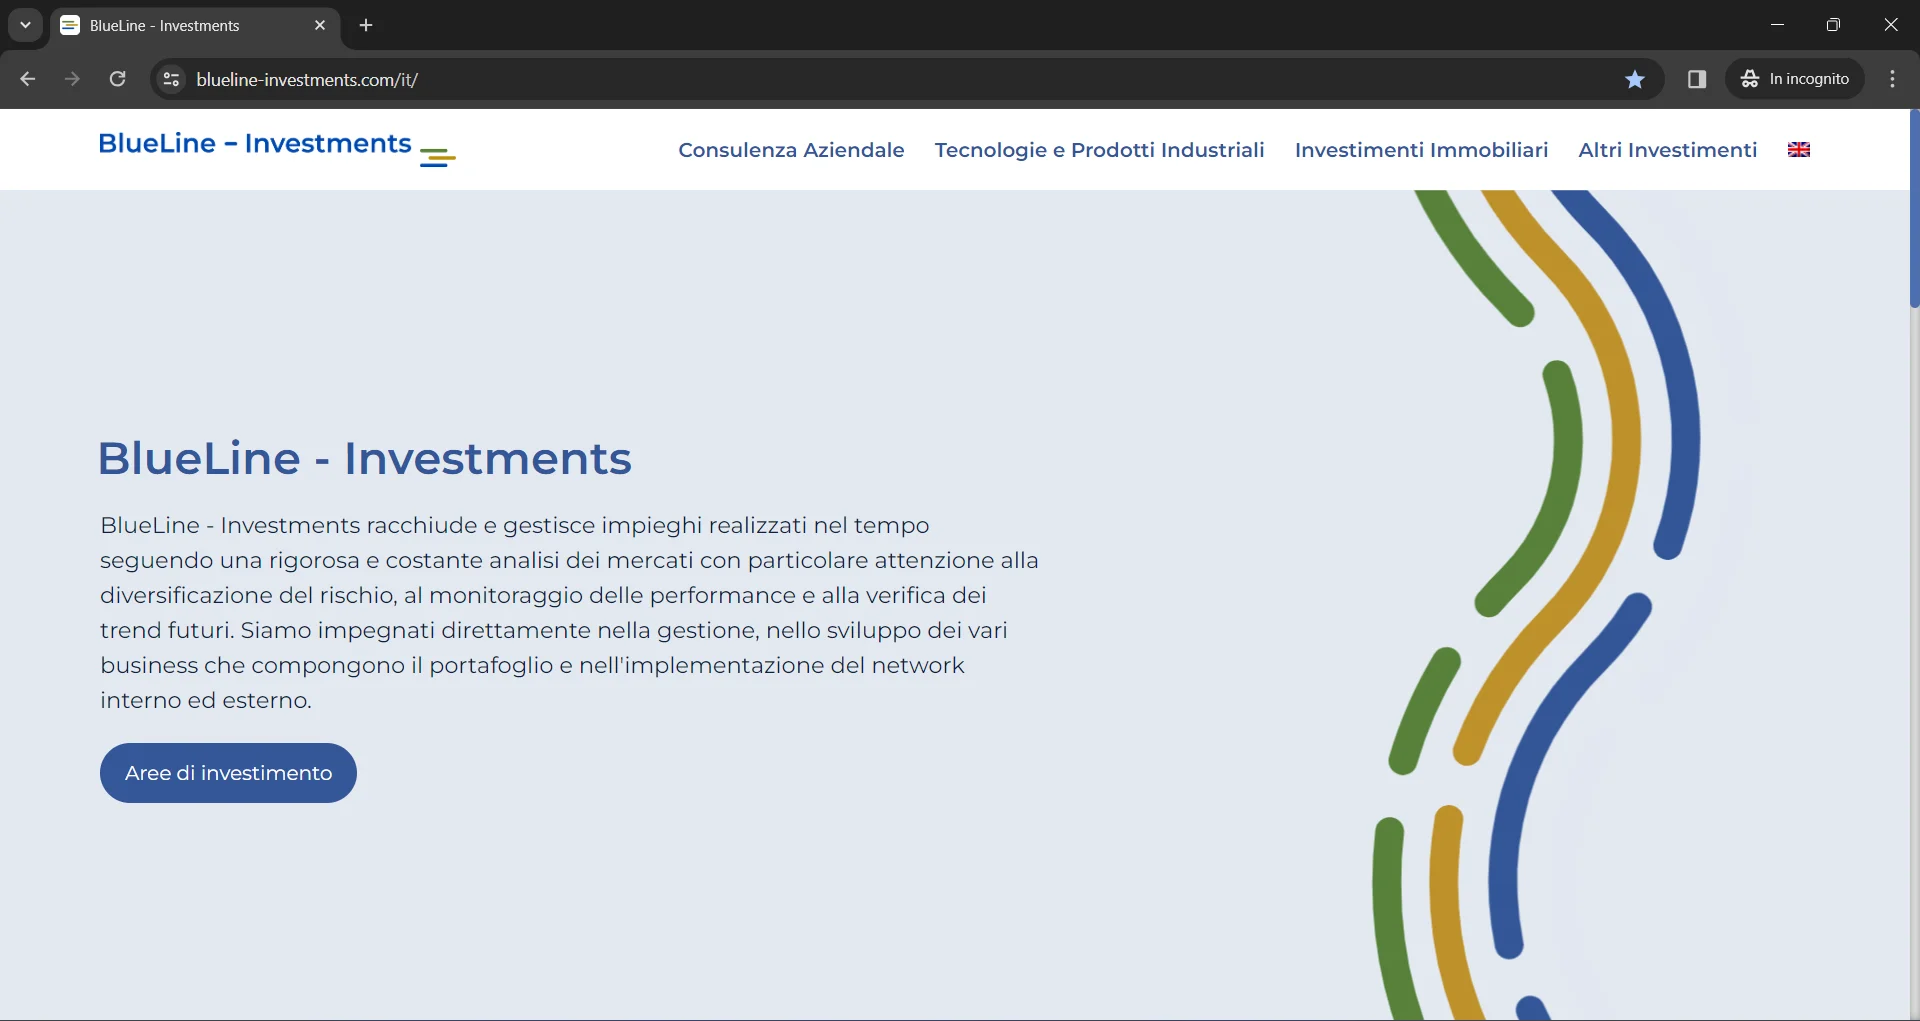 BlueLine - Investments
blueline-investments.com/it/
In incognito
BlueLine – Investments
Consulenza Aziendale
Tecnologie e Prodotti Industriali
Investimenti Immobiliari
Altri Investimenti
BlueLine - Investments
BlueLine - Investments racchiude e gestisce impieghi realizzati nel tempo
seguendo una rigorosa e costante analisi dei mercati con particolare attenzione alla
diversificazione del rischio, al monitoraggio delle performance e alla verifica dei
trend futuri. Siamo impegnati direttamente nella gestione, nello sviluppo dei vari
business che compongono il portafoglio e nell'implementazione del network
interno ed esterno.
Aree di investimento